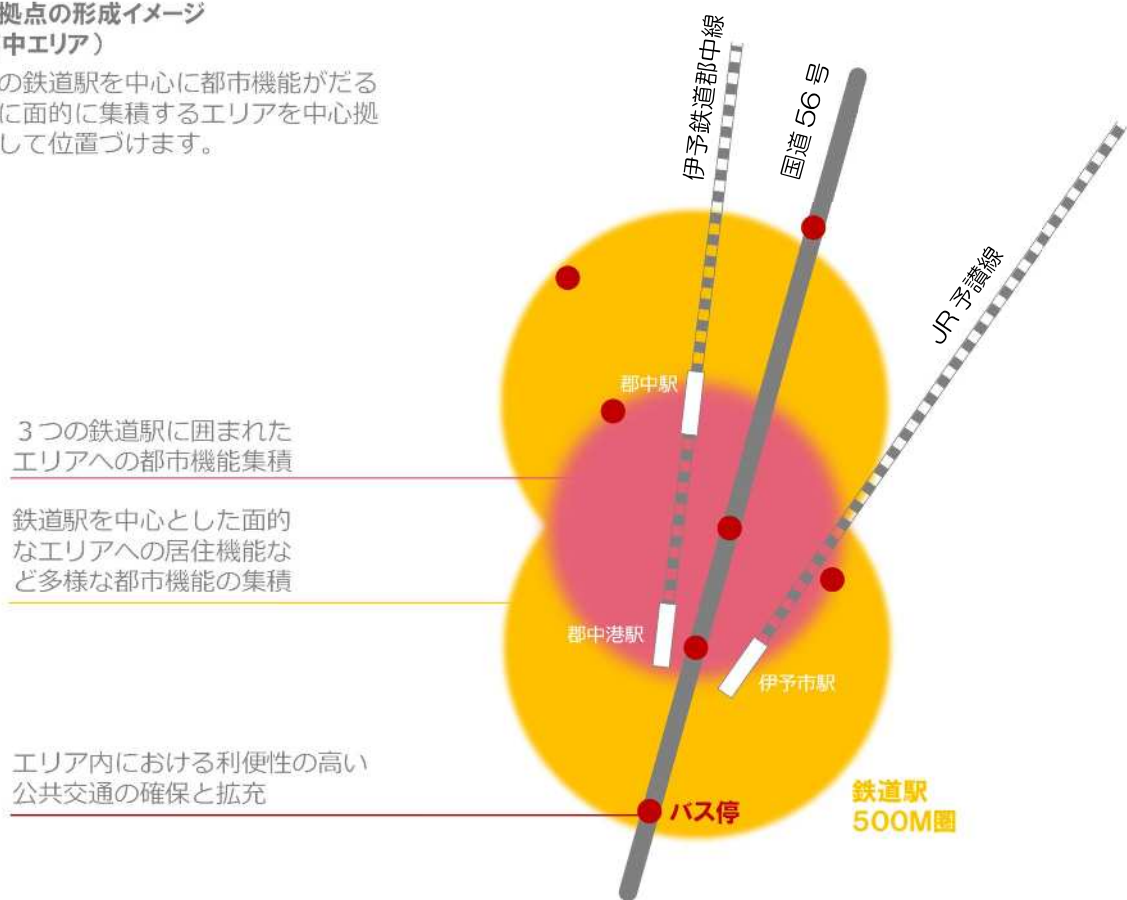 拠点の形成イメージ
中エリア）
の鉄道駅を中心に都市機能がだる
に面的に集積するエリアを中心拠
して位置づけます。
伊予鉄道郡中線
国道56号
JR予讃線
郡中駅
３つの鉄道駅に囲まれた
エリアへの都市機能集積
鉄道駅を中心とした面的
なエリアへの居住機能な
ど多様な都市機能の集積
郡中港駅
伊予市駅
エリア内における利便性の高い
公共交通の確保と拡充
バス停
鉄道駅
500M圏